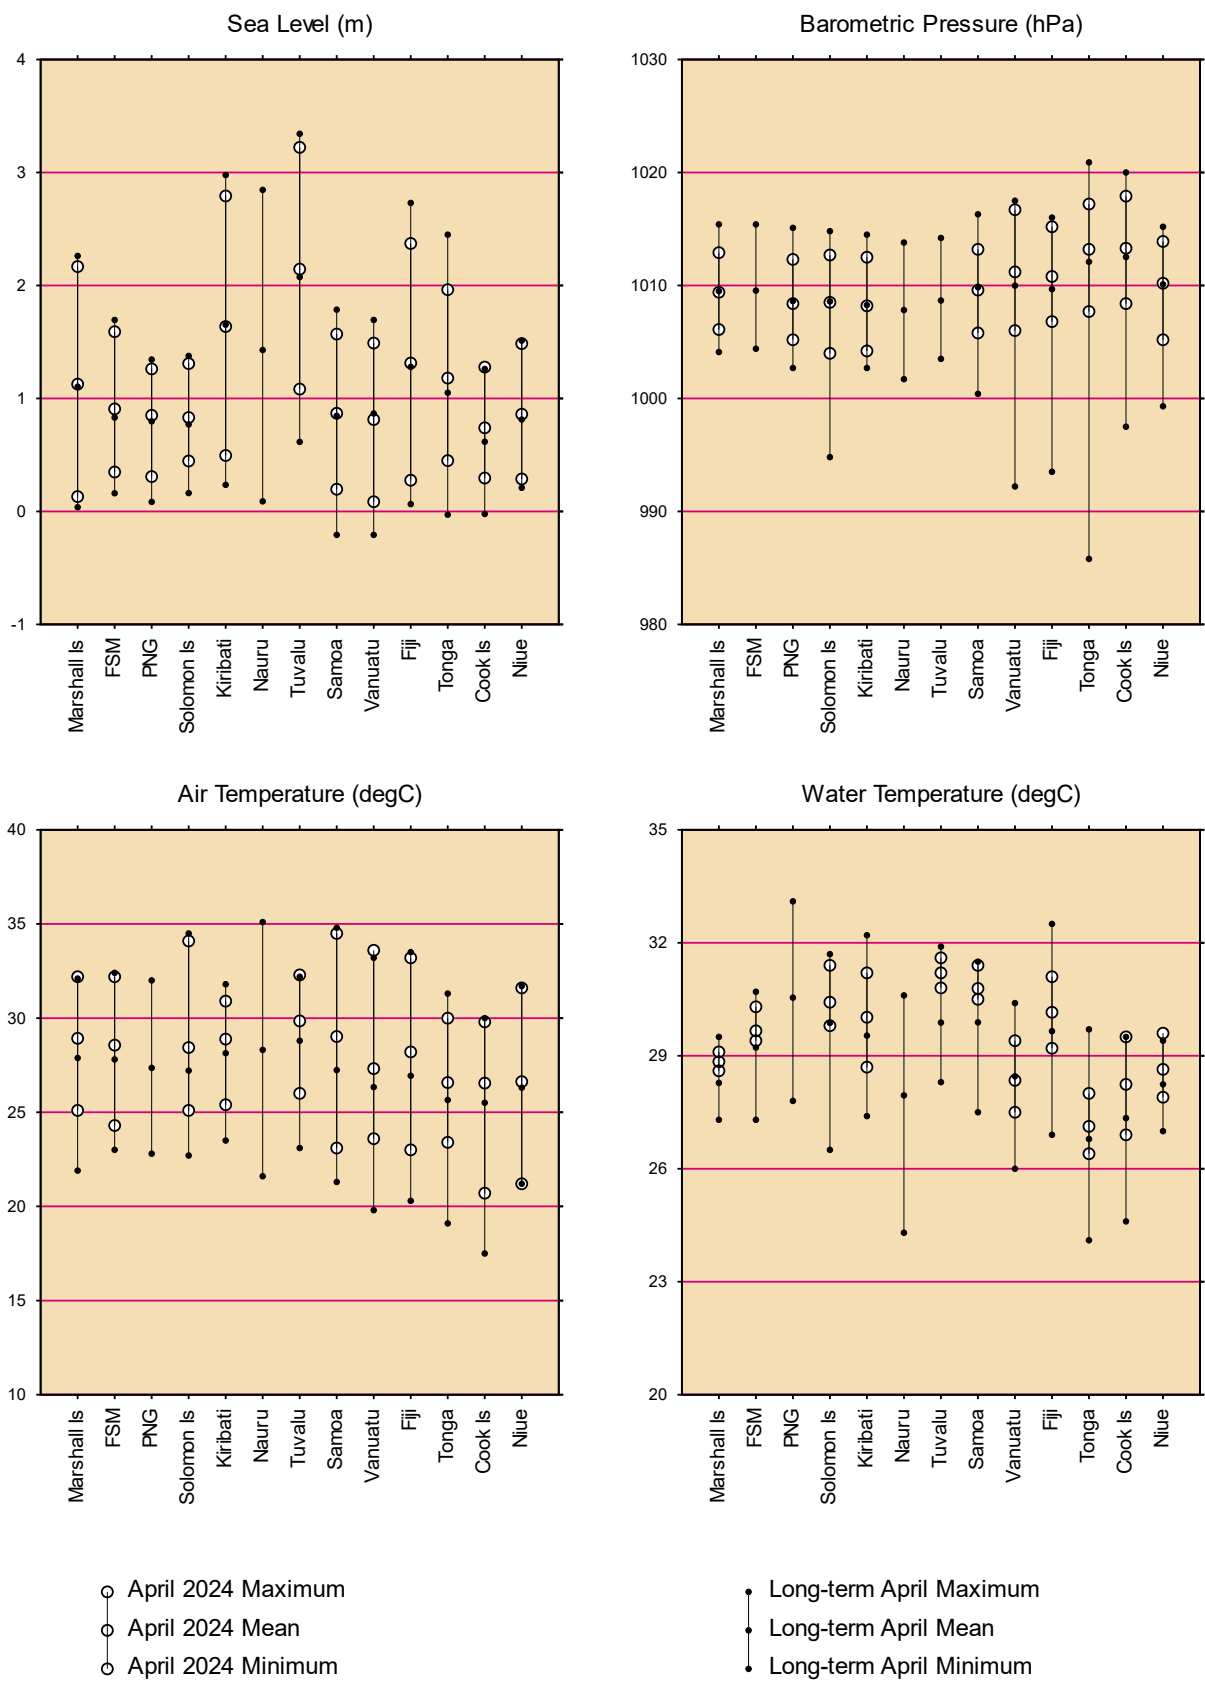 Sea Level (m)
4
3
2
1
0
-1
Marshall Is
FSM
PNG
Solomon Is
Kiribati
Nauru
Tuvalu
Samoa
Vanuatu
Fiji
Tonga
Cook Is
Niue
Barometric Pressure (hPa)
1030
1020
1010
1000
990
980
Marshall Is
FSM
PNG
Solomon Is
Kiribati
Nauru
Tuvalu
Samoa
Vanuatu
Fiji
Tonga
Cook Is
Niue
Air Temperature (degC)
40
35
30
25
20
15
10
Marshall Is
FSM
PNG
Solomon Is
Kiribati
Nauru
Tuvalu
Samoa
Vanuatu
Fiji
Tonga
Cook Is
Niue
Water Temperature (degC)
35
32
29
26
23
20
Marshall Is
FSM
PNG
Solomon Is
Kiribati
Nauru
Tuvalu
Samoa
Vanuatu
Fiji
Tonga
Cook Is
Niue
April 2024 Maximum
April 2024 Mean
April 2024 Minimum
Long-term April Maximum
Long-term April Mean
Long-term April Minimum